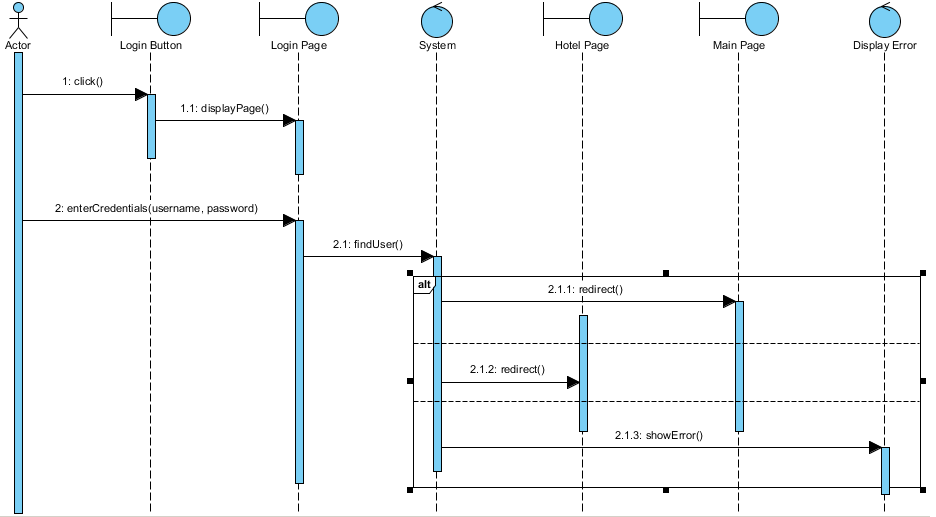 Actor
Login Button
Login Page
System
Hotel Page
Main Page
Display Error
1: click()
1.1: displayPage()
2: enterCredentials(username, password)
2.1: findUser()
alt
2.1.1: redirect()
2.1.2: redirect()
2.1.3: showError()